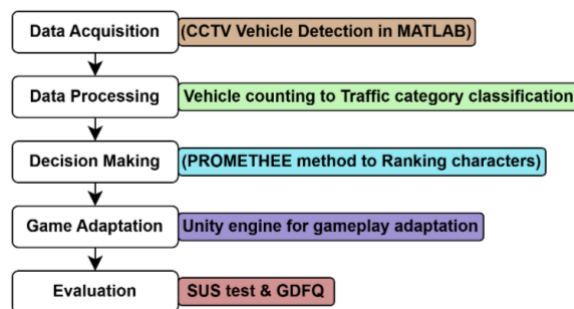 Data Acquisition (CCTV Vehicle Detection in MATLAB)
Data Processing Vehicle counting to Traffic category classification
Decision Making (PROMETHEE method to Ranking characters)
Game Adaptation Unity engine for gameplay adaptation
Evaluation SUS test & GDFQ